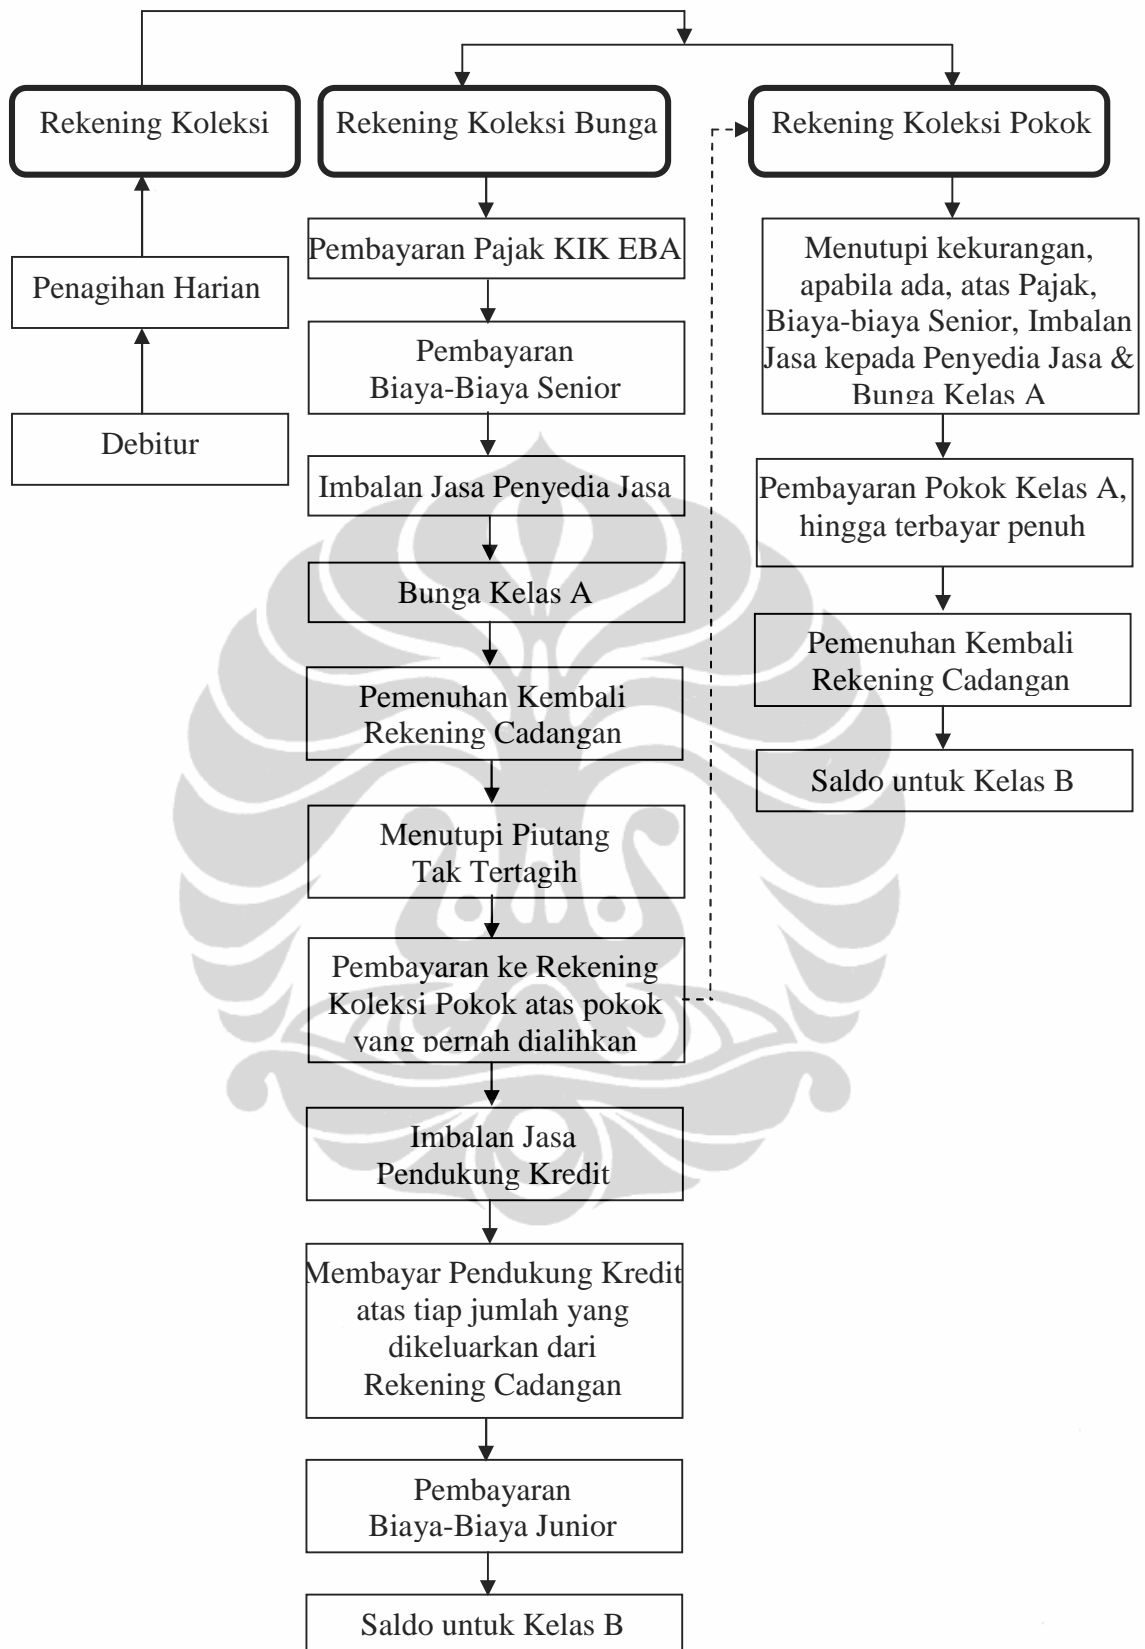 Rekening Koleksi
Penagihan Harian
Debitur
Rekening Koleksi Bunga
Pembayaran Pajak KIK EBA
Pembayaran
Biaya-Biaya Senior
Imbalan Jasa Penyedia Jasa
Bunga Kelas A
Pemenuhan Kembali
Rekening Cadangan
Menutupi Piutang
Tak Tertagih
Pembayaran ke Rekening
Koleksi Pokok atas pokok
yang pernah dialihkan
Imbalan Jasa
Pendukung Kredit
Membayar Pendukung Kredit
atas tiap jumlah yang
dikeluarkan dari
Rekening Cadangan
Pembayaran
Biaya-Biaya Junior
Saldo untuk Kelas B
Rekening Koleksi Pokok
Menutupi kekurangan,
apabila ada, atas Pajak,
Biaya-biaya Senior, Imbalan
Jasa kepada Penyedia Jasa &
Bunga Kelas A
Pembayaran Pokok Kelas A,
hingga terbayar penuh
Pemenuhan Kembali
Rekening Cadangan
Saldo untuk Kelas B